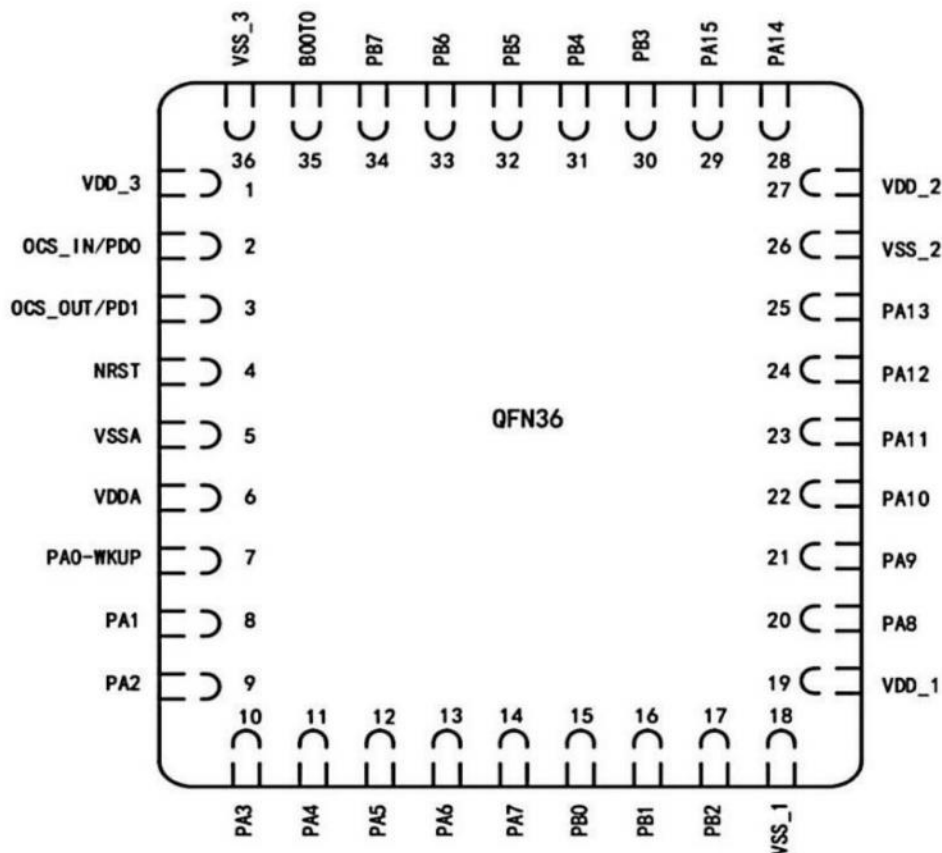 VSS_3 BOOT0 PB7 PB6 PB5 PB4 PB3 PA15 PA14
36 35 34 33 32 31 30 29 28
VDD_3 1 27 VDD_2
OCS_IN/PD0 2 26 VSS_2
OCS_OUT/PD1 3 25 PA13
NRST 4 24 PA12
QFN36
VSSA 5 23 PA11
VDDA 6 22 PA10
PA0-WKUP 7 21 PA9
PA1 8 20 PA8
PA2 9 19 VDD_1
10 11 12 13 14 15 16 17 18
PA3 PA4 PA5 PA6 PA7 PB0 PB1 PB2 VSS_1